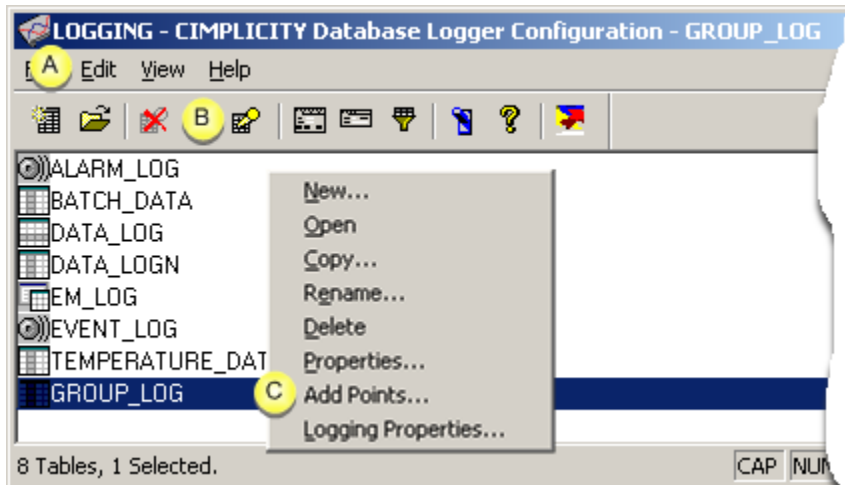 LOGGING - CIMPLICITY Database Logger Configuration - GROUP_LOG
A Edit View Help
B
ALARM_LOG
BATCH_DATA
DATA_LOG
DATA_LOGN
EM_LOG
EVENT_LOG
TEMPERATURE_DAT
GROUP_LOG
New...
Open
Copy...
Rename...
Delete
Properties...
C Add Points...
Logging Properties...
8 Tables, 1 Selected.
CAP NUM